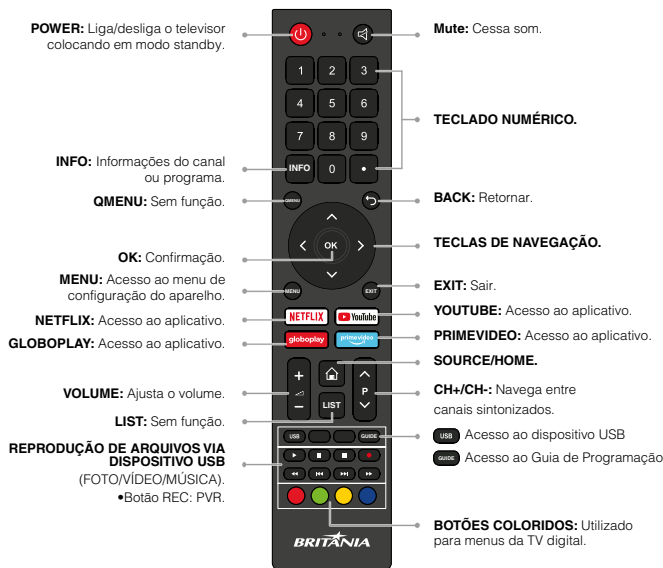 POWER: Liga/desliga o televisor
colocando em modo standby.
INFO: Informações do canal
ou programa.
QMENU: Sem função.
OK: Confirmação.
MENU: Acesso ao menu de
configuração do aparelho.
NETFLIX: Acesso ao aplicativo.
GLOBOPLAY: Acesso ao aplicativo.
VOLUME: Ajusta o volume.
LIST: Sem função.
REPRODUÇÃO DE ARQUIVOS VIA
DISPOSITIVO USB
(FOTO/VÍDEO/MÚSICA).
•Botão REC: PVR.
1 2 3
4 5 6
7 8 9
INFO 0 •
QMENU
OK
MENU EXIT
NETFLIX YouTube
globoplay prime video
+ P
− LIST
USB GUIDE
BRITÂNIA
Mute: Cessa som.
TECLADO NUMÉRICO.
BACK: Retornar.
TECLAS DE NAVEGAÇÃO.
EXIT: Sair.
YOUTUBE: Acesso ao aplicativo.
PRIMEVIDEO: Acesso ao aplicativo.
SOURCE/HOME.
CH+/CH-: Navega entre
canais sintonizados.
USB Acesso ao dispositivo USB
GUIDE Acesso ao Guia de Programação
BOTÕES COLORIDOS: Utilizado
para menus da TV digital.